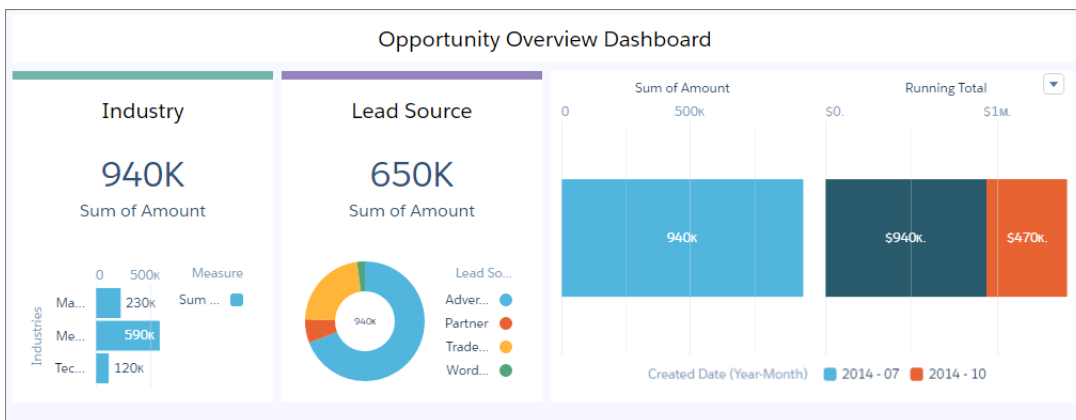 Opportunity Overview Dashboard
Industry
940K
Sum of Amount
0 500K Measure
Industries
Ma... 230K Sum ...
Me... 590K
Tec... 120K
Lead Source
650K
Sum of Amount
940K
Lead So...
Adver...
Partner
Trade...
Word...
Sum of Amount
0 500K
940K
Running Total
$0. $1M.
$940K. $470K.
Created Date (Year-Month) 2014 - 07 2014 - 10